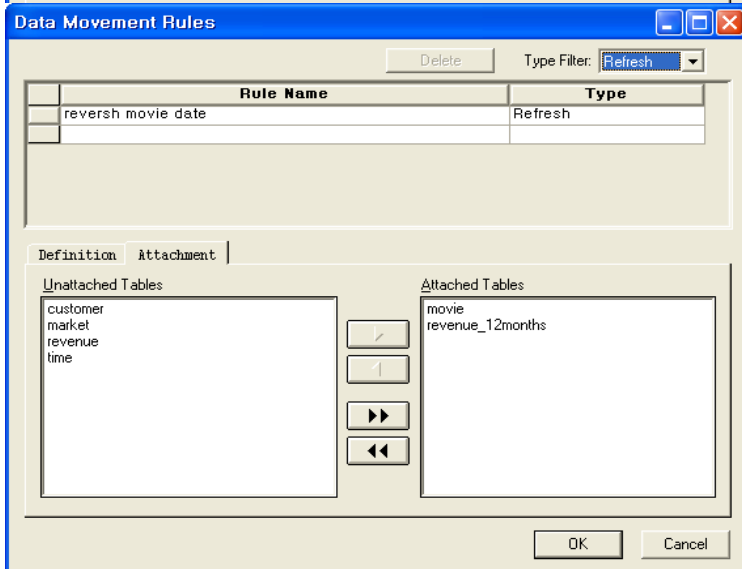 Data Movement Rules
Delete Type Filter: Refresh
Rule Name Type
reversh movie date Refresh
Definition Attachment
Unattached Tables Attached Tables
customer movie
market revenue_12months
revenue
time
OK Cancel